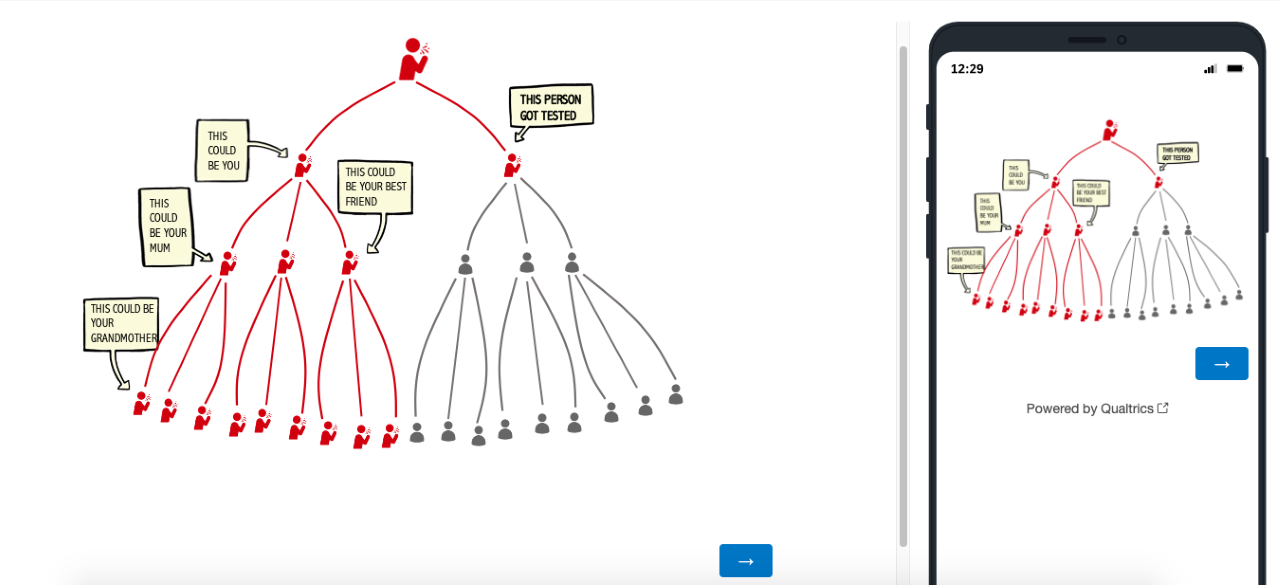 THIS PERSON
GOT TESTED
THIS
COULD
BE YOU
THIS COULD
BE YOUR BEST
FRIEND
THIS
COULD
BE YOUR
MUM
THIS COULD BE
YOUR
GRANDMOTHER
→
12:29
THIS PERSON
GOT TESTED
THIS
COULD
BE YOU
THIS COULD
BE YOUR BEST
FRIEND
THIS
COULD
BE YOUR
MUM
THIS COULD BE
YOUR
GRANDMOTHER
→
Powered by Qualtrics